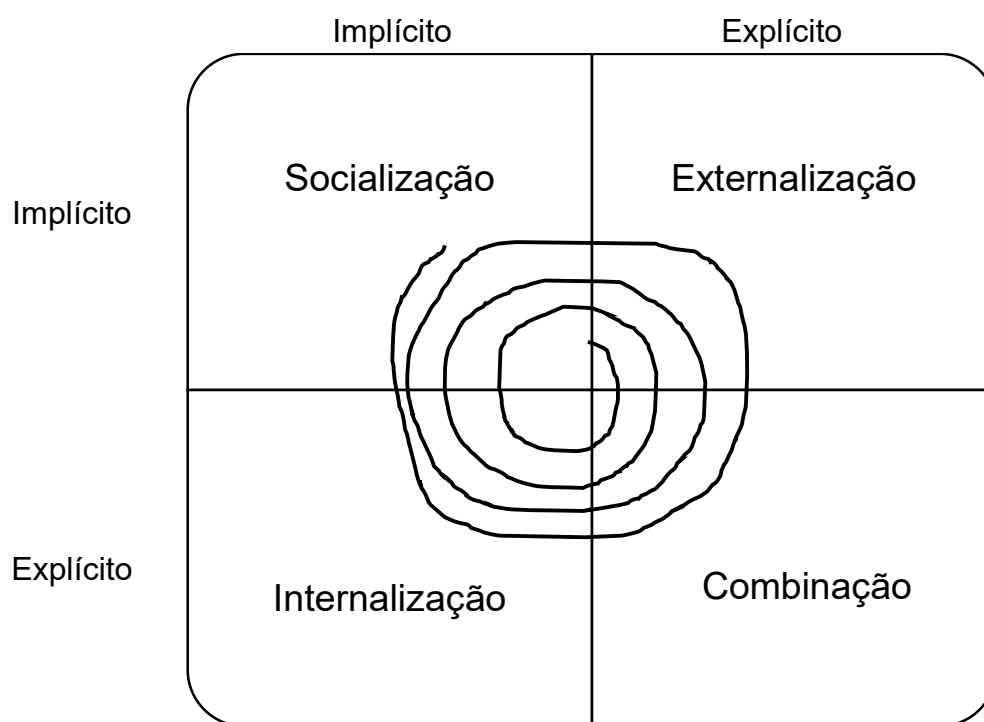 Implícito Explícito
Socialização Externalização
Implícito
Explícito
Internalização Combinação